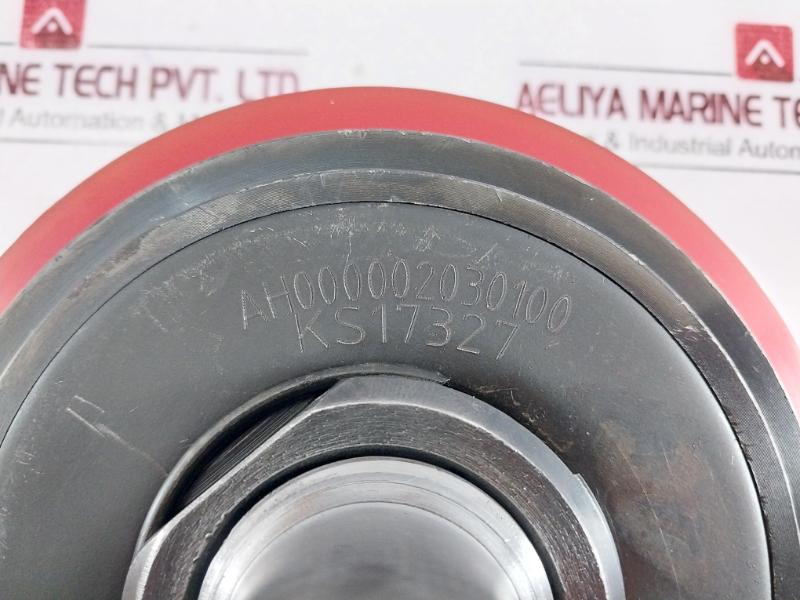 NE TECH PVT. LTD
AELIYA MARINE TE
l Automation & M
& Industrial Autom
AH000002030100
KS17327